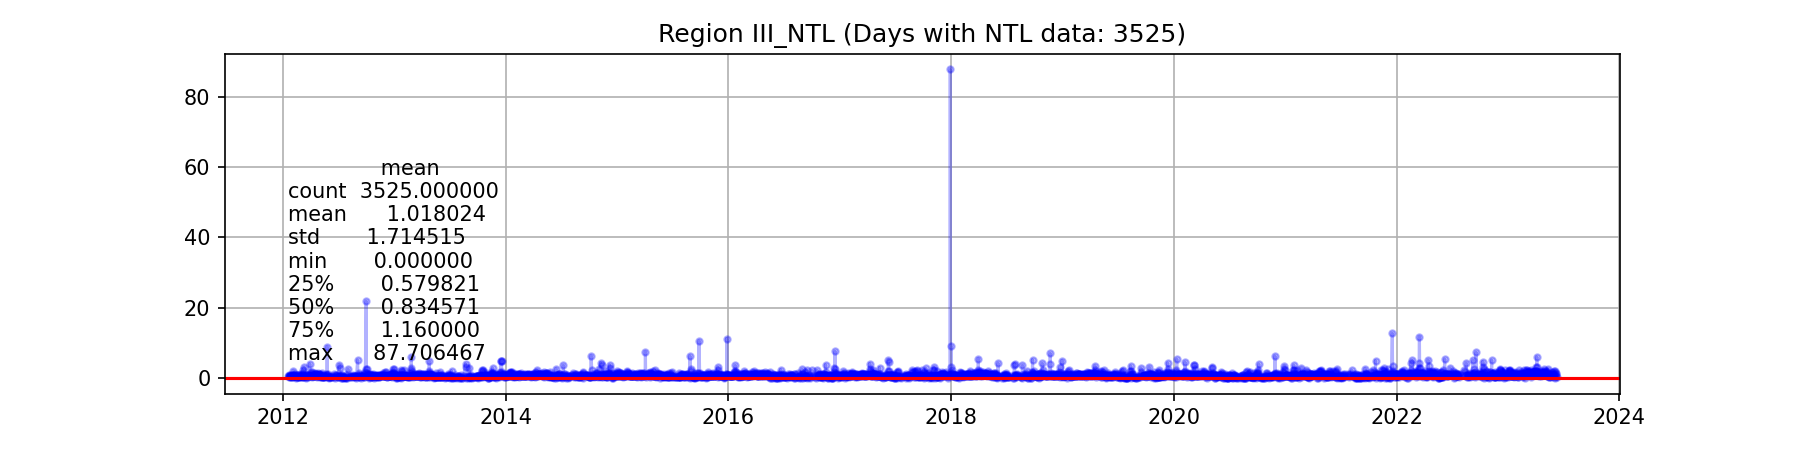 Region III_NTL (Days with NTL data: 3525)
80
60
40
20
0
mean
count 3525.000000
mean 1.018024
std 1.714515
min 0.000000
25% 0.579821
50% 0.834571
75% 1.160000
max 87.706467
2012 2014 2016 2018 2020 2022 2024